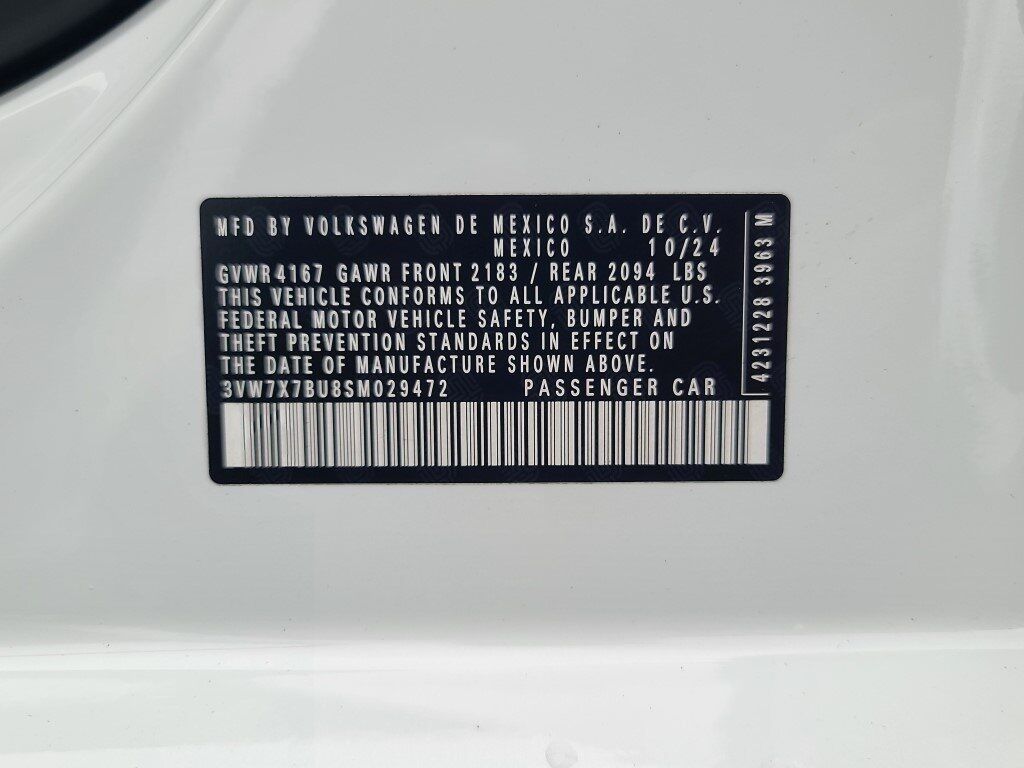 MFD BY VOLKSWAGEN DE MEXICO S.A. DE C.V.
MEXICO 10/24
GVWR 4167 GAWR FRONT 2183 / REAR 2094 LBS
THIS VEHICLE CONFORMS TO ALL APPLICABLE U.S.
FEDERAL MOTOR VEHICLE SAFETY, BUMPER AND
THEFT PREVENTION STANDARDS IN EFFECT ON
THE DATE OF MANUFACTURE SHOWN ABOVE.
3VW7X7BU8SM029472 PASSENGER CAR
4231228 3963 M